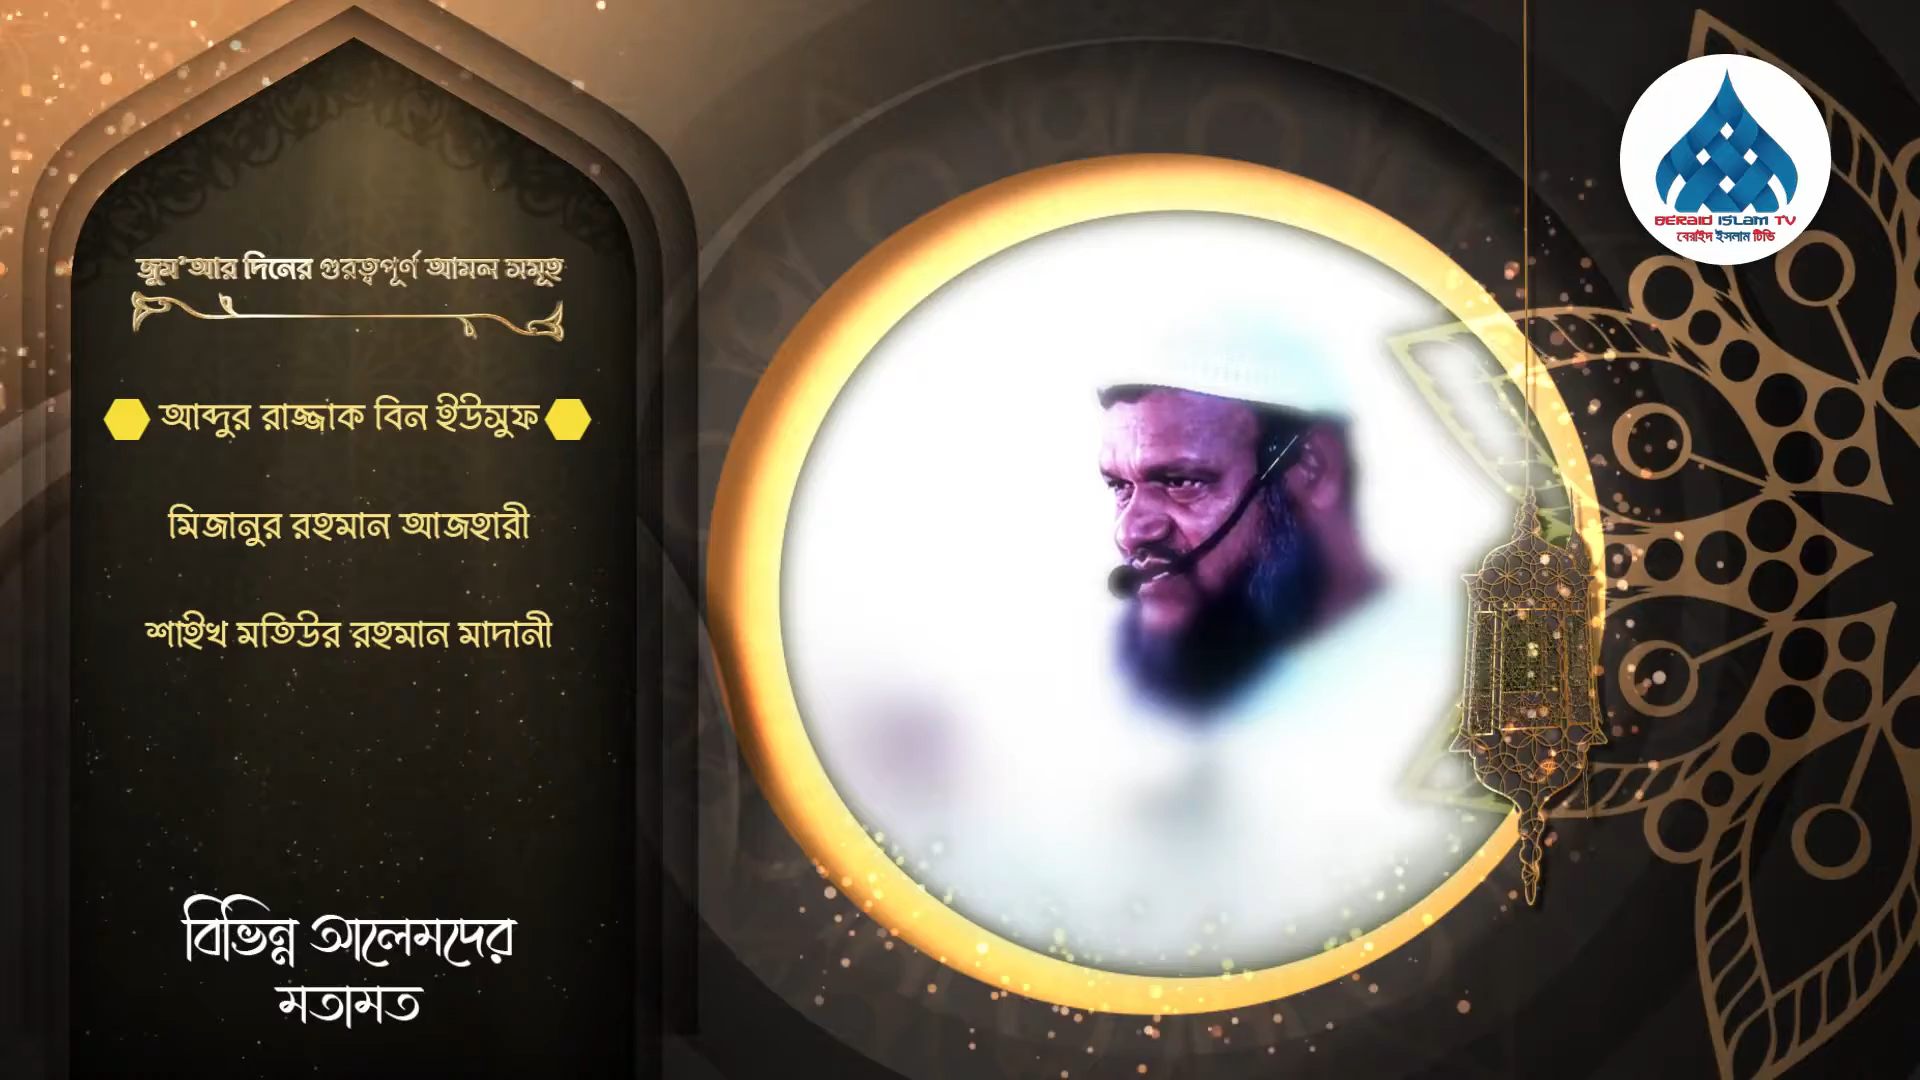 জুম'আর দিনের গুরত্বপূর্ণ আমল সমূহ
আব্দুর রাজ্জাক বিন ইউসুফ
মিজানুর রহমান আজহারী
শাইখ মতিউর রহমান মাদানী
বিভিন্ন আলেমদের
মতামত
BERAID ISLAM TV
বেরাইদ ইসলাম টিভি